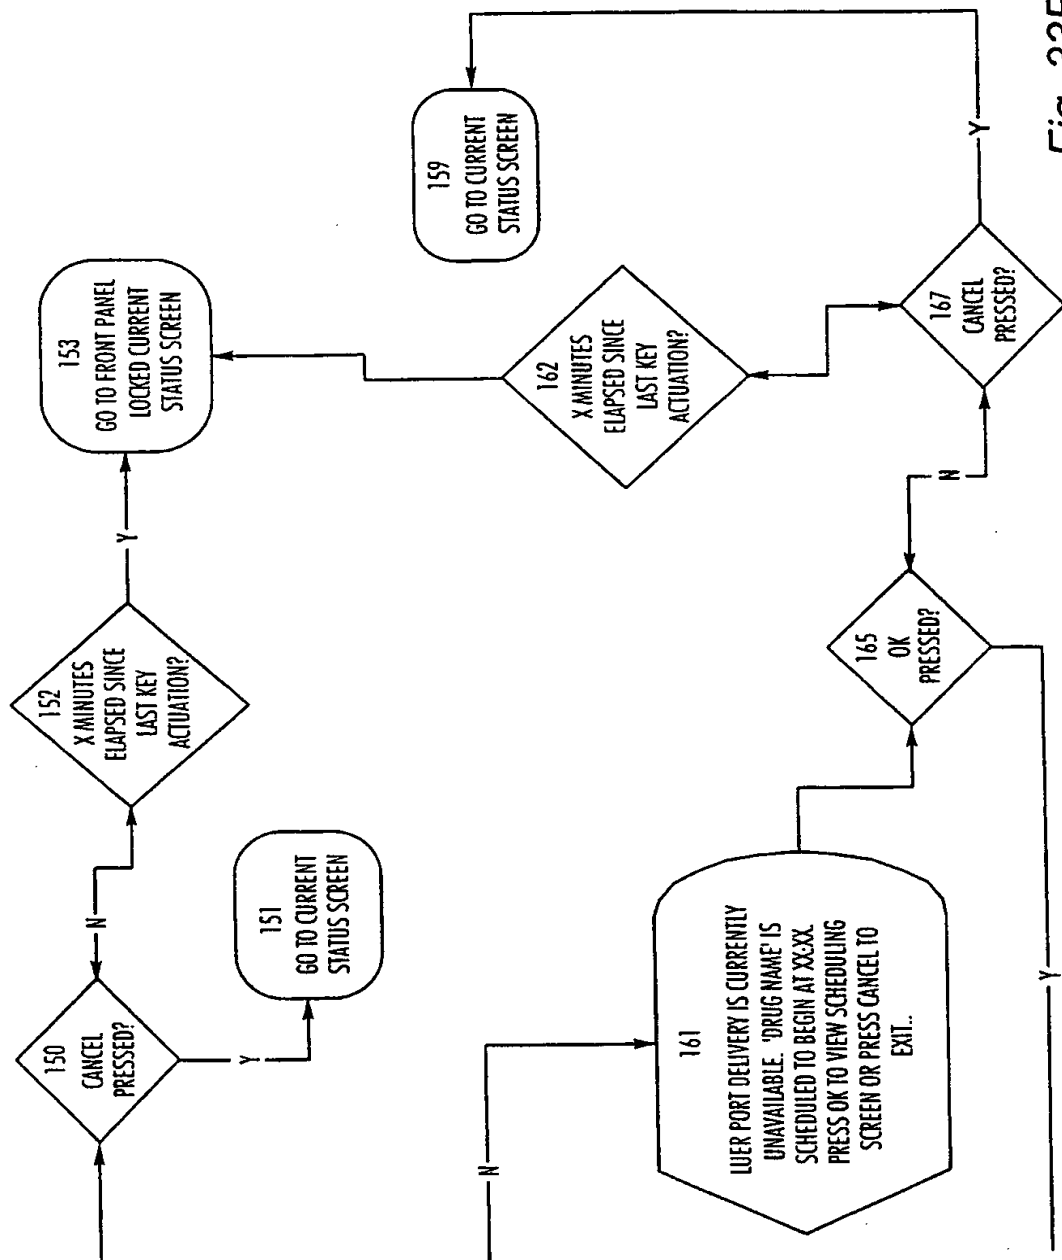 150
CANCEL
PRESSED?
N
152
X MINUTES
ELAPSED SINCE
LAST KEY
ACTUATION?
Y
153
GO TO FRONT PANEL
LOCKED CURRENT
STATUS SCREEN
Y
151
GO TO CURRENT
STATUS SCREEN
159
GO TO CURRENT
STATUS SCREEN
N
162
X MINUTES
ELAPSED SINCE
LAST KEY
ACTUATION?
161
LUER PORT DELIVERY IS CURRENTLY
UNAVAILABLE. 'DRUG NAME' IS
SCHEDULED TO BEGIN AT XX:XX.
PRESS OK TO VIEW SCHEDULING
SCREEN OR PRESS CANCEL TO
EXIT..
165
OK
PRESSED?
N
167
CANCEL
PRESSED?
Y
Y
Fig.